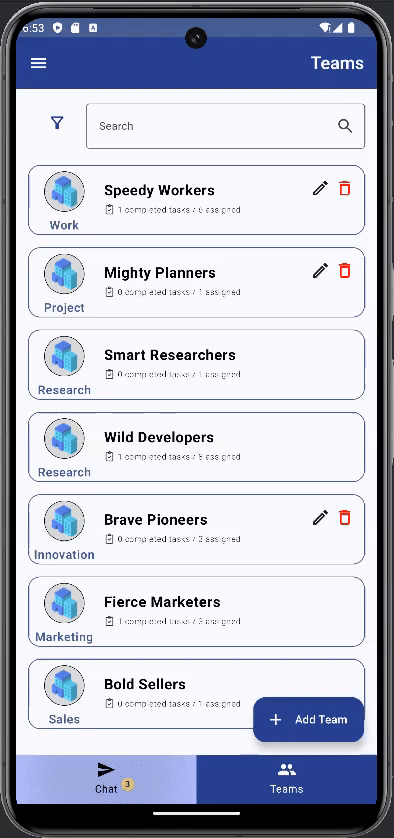 6:53
Teams
Search
Speedy Workers
1 completed tasks / 6 assigned
Work
Mighty Planners
0 completed tasks / 1 assigned
Project
Smart Researchers
0 completed tasks / 1 assigned
Research
Wild Developers
1 completed tasks / 8 assigned
Research
Brave Pioneers
0 completed tasks / 3 assigned
Innovation
Fierce Marketers
1 completed tasks / 3 assigned
Marketing
Bold Sellers
0 completed tasks / 1 assigned
Sales
+ Add Team
Chat 3
Teams